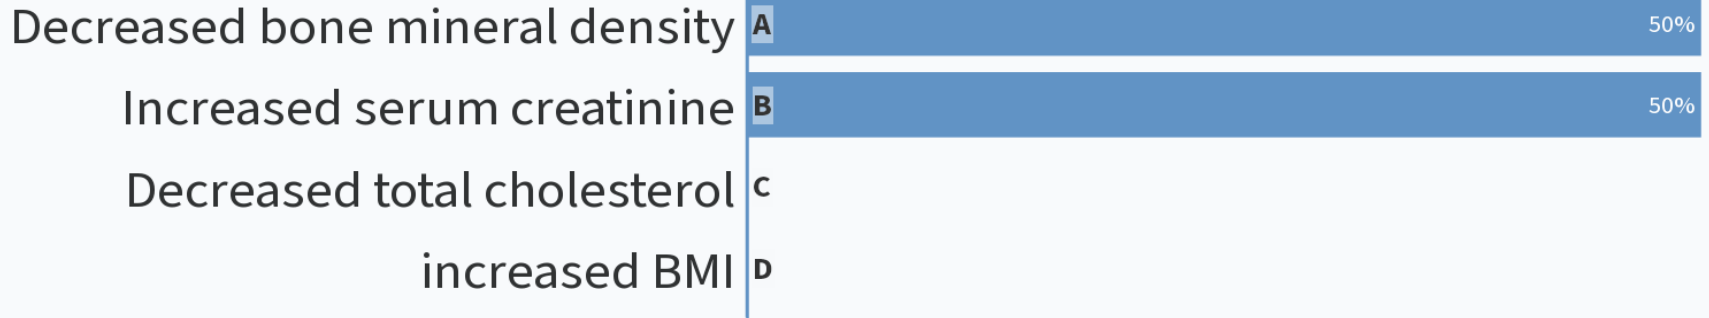 Decreased bone mineral density A 50%
Increased serum creatinine B 50%
Decreased total cholesterol C
increased BMI D